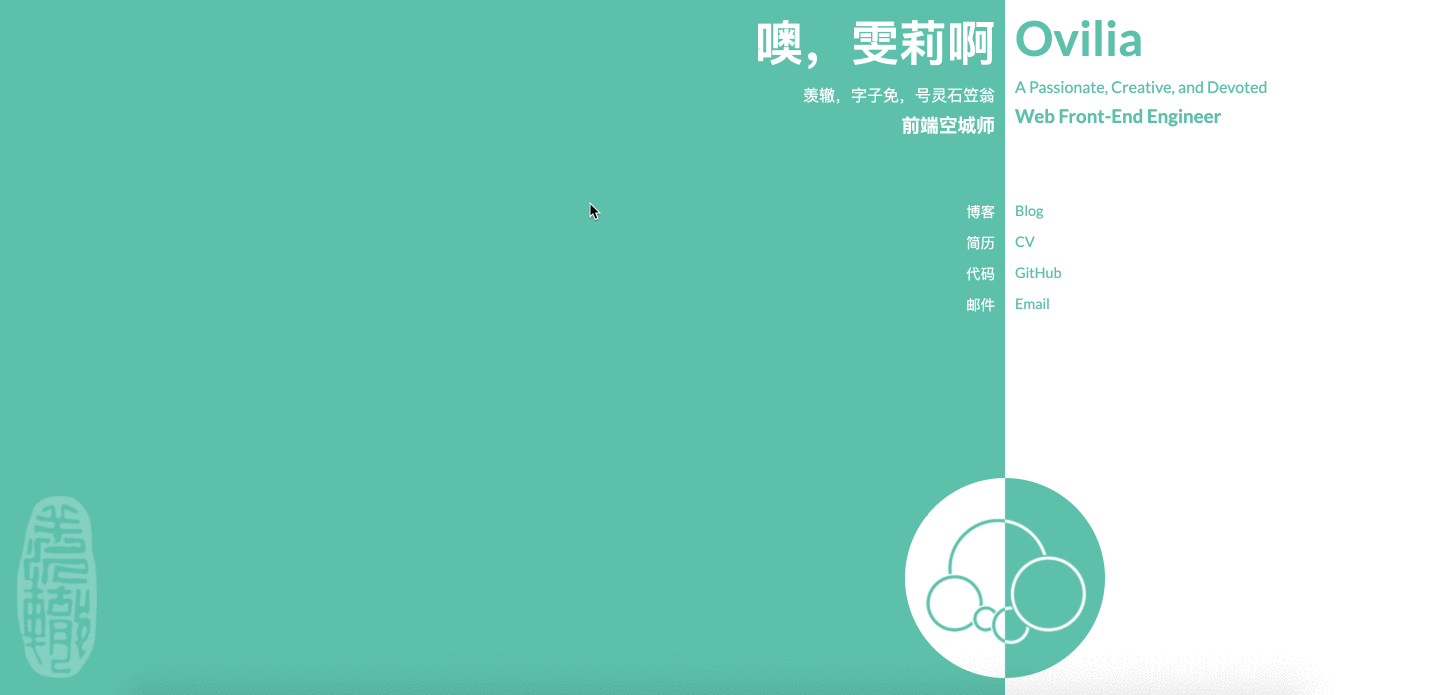 噢，雯莉啊
羡辙，字子免，号灵石笠翁
前端空城师
博客
简历
代码
邮件
Ovilia
A Passionate, Creative, and Devoted
Web Front-End Engineer
Blog
CV
GitHub
Email